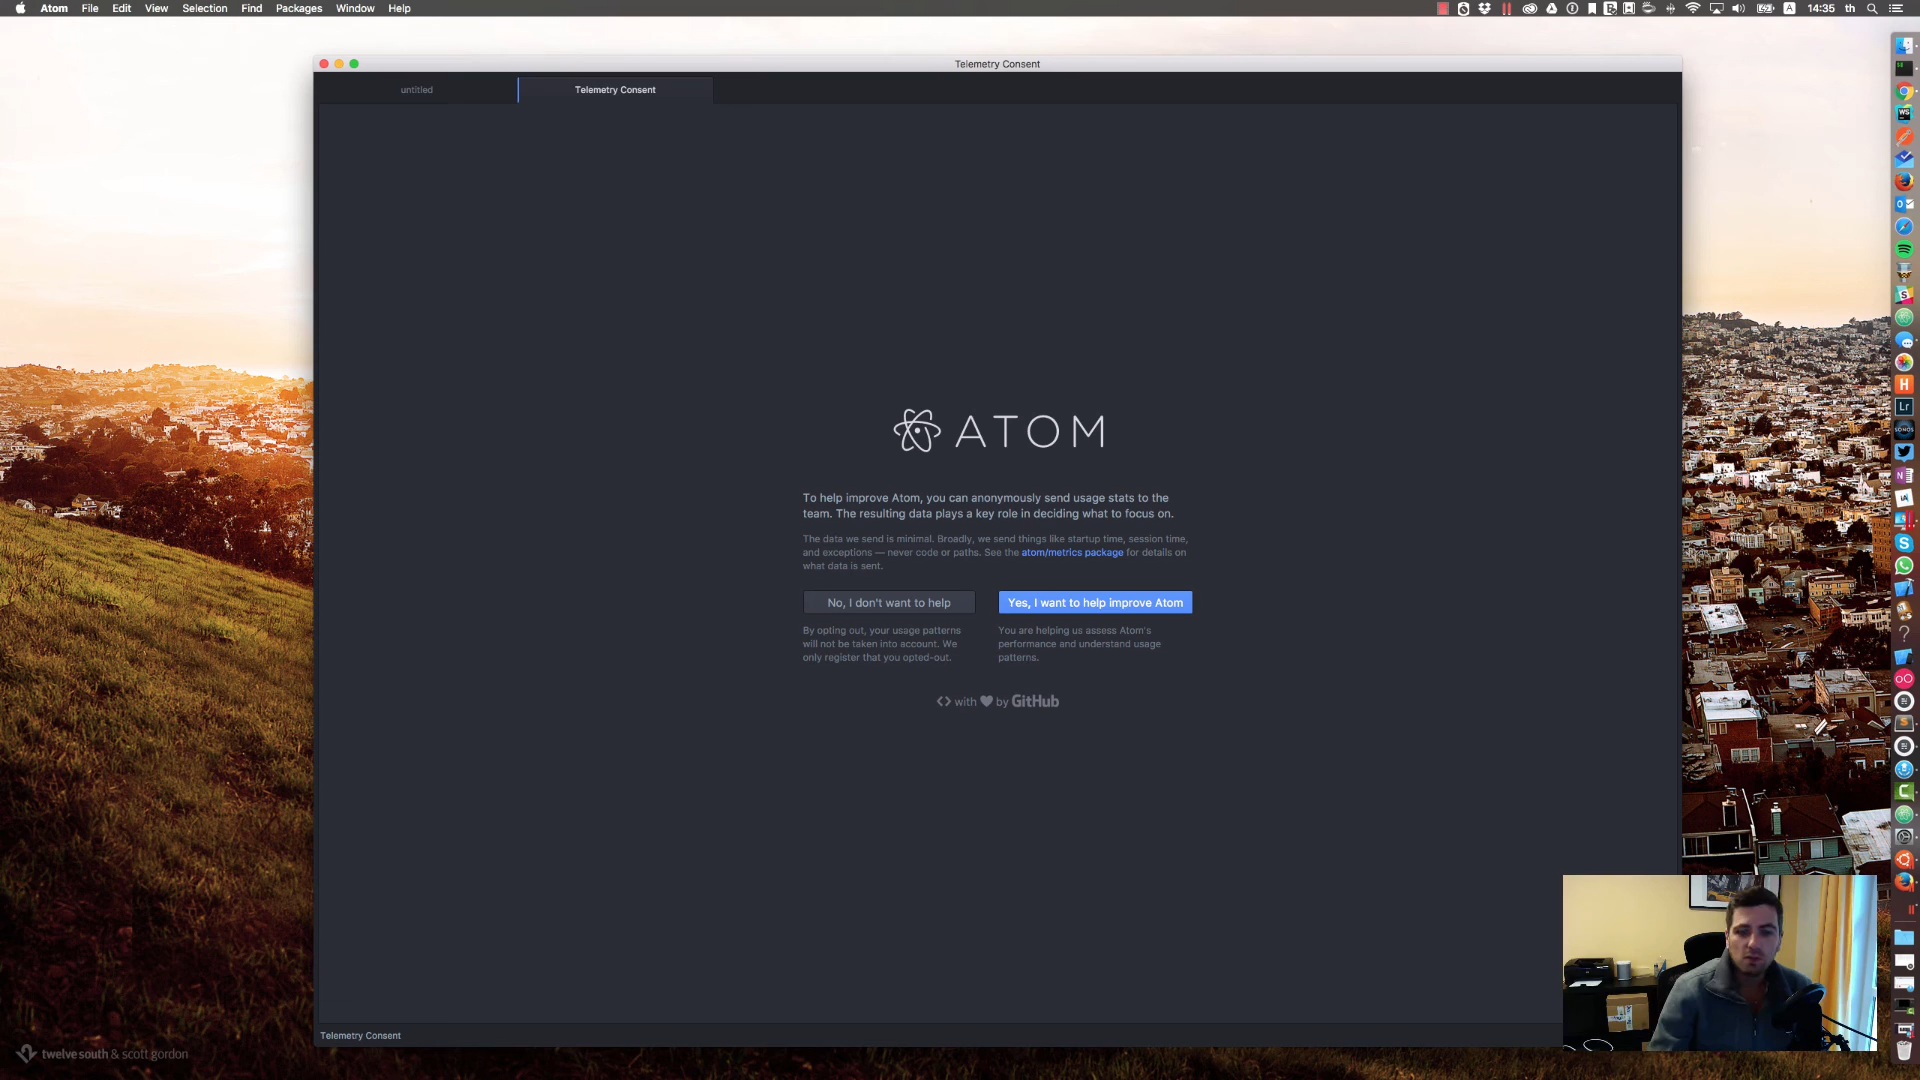 Atom File Edit View Selection Find Packages Window Help
14:35 th
Telemetry Consent
untitled
Telemetry Consent
ATOM
To help improve Atom, you can anonymously send usage stats to the
team. The resulting data plays a key role in deciding what to focus on.
The data we send is minimal. Broadly, we send things like startup time, session time,
and exceptions — never code or paths. See the atom/metrics package for details on
what data is sent.
No, I don't want to help
Yes, I want to help improve Atom
By opting out, your usage patterns
will not be taken into account. We
only register that you opted-out.
You are helping us assess Atom's
performance and understand usage
patterns.
<> with ♥ by GitHub
Telemetry Consent
twelve south & scott gordon
WS
Lr
SONOS